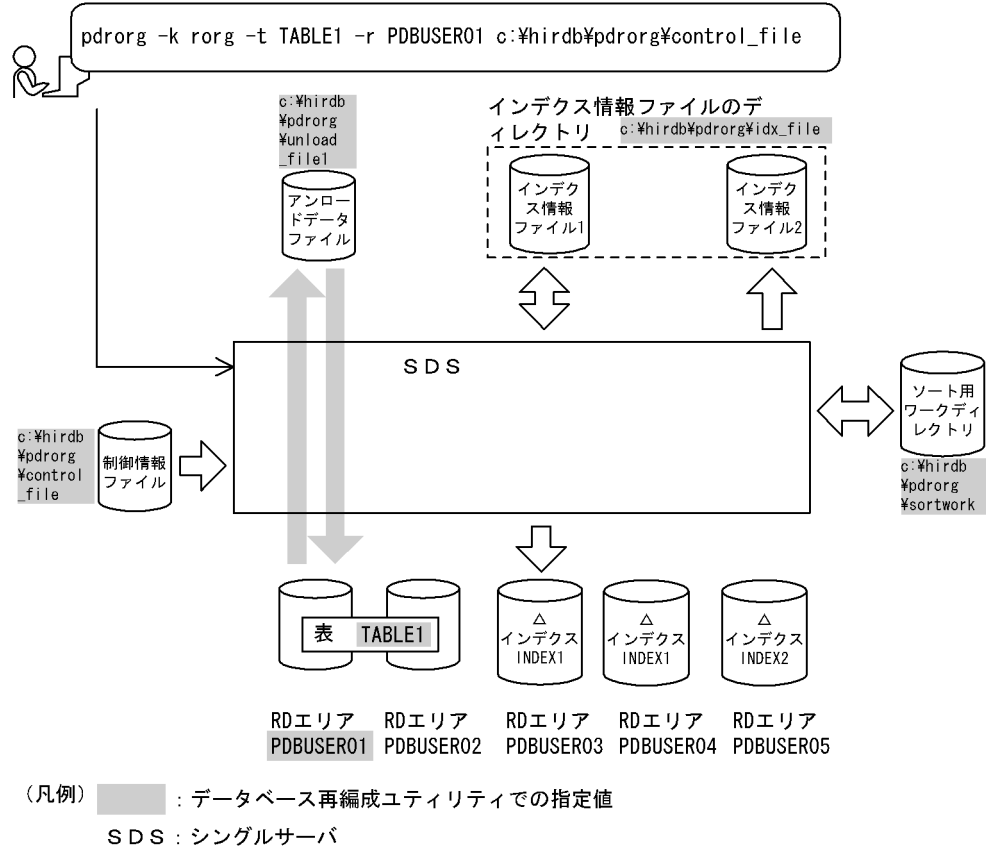 pdrorg -k rorg -t TABLE1 -r PDBUSER01 c:¥hirdb¥pdrorg¥control_file
c:¥hirdb
¥pdrorg
¥unload
_file1
アンロー
ドデータ
ファイル
インデクス情報ファイルのデ
ィレクトリ c:¥hirdb¥pdrorg¥idx_file
インデク
ス情報
ファイル1
インデク
ス情報
ファイル2
ＳＤＳ
ソート用
ワークディ
レクトリ
c:¥hirdb
¥pdrorg
¥sortwork
c:¥hirdb
¥pdrorg
¥control
_file
制御情報
ファイル
表 TABLE1
△
インデクス
INDEX1
△
インデクス
INDEX1
△
インデクス
INDEX2
RDエリア
PDBUSER01
RDエリア
PDBUSER02
RDエリア
PDBUSER03
RDエリア
PDBUSER04
RDエリア
PDBUSER05
（凡例） ：データベース再編成ユティリティでの指定値
ＳＤＳ：シングルサーバ